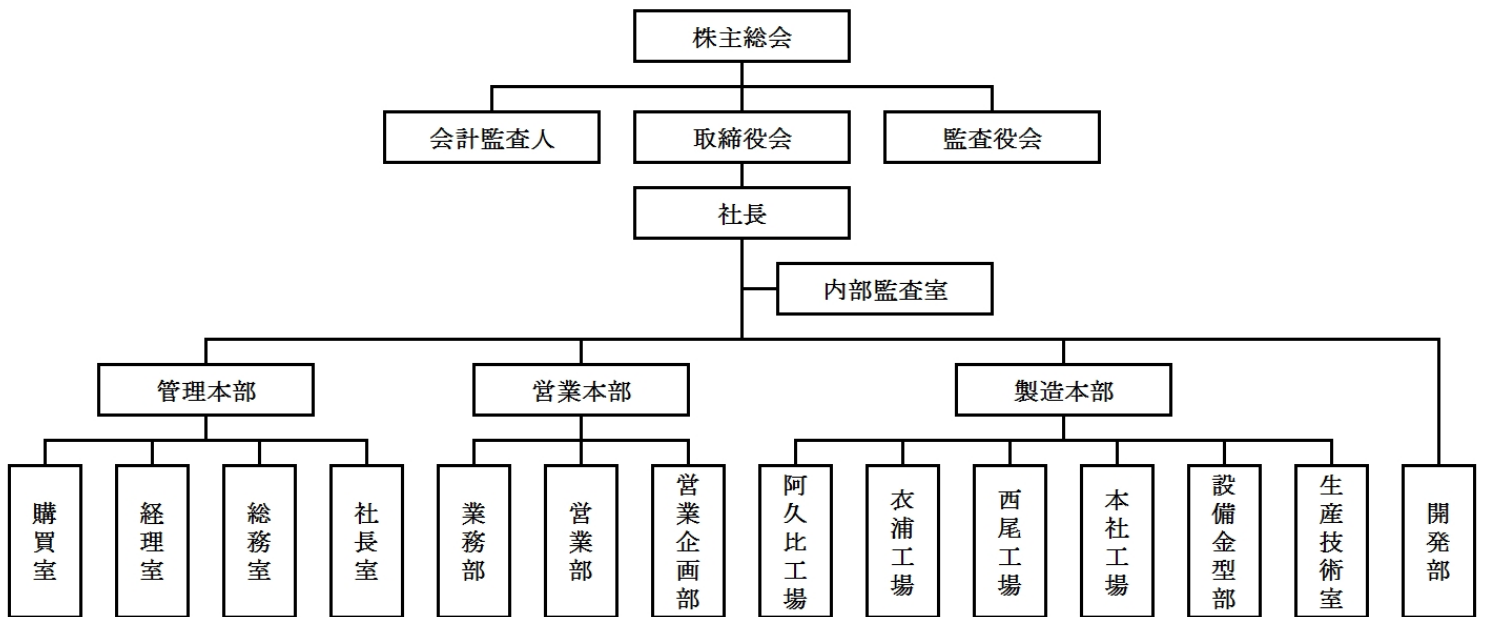 株主総会
会計監査人
取締役会
監査役会
社長
内部監査室
管理本部
営業本部
製造本部
購買室
経理室
総務室
社長室
業務部
営業部
営業企画部
阿久比工場
衣浦工場
西尾工場
本社工場
設備金型部
生産技術室
開発部